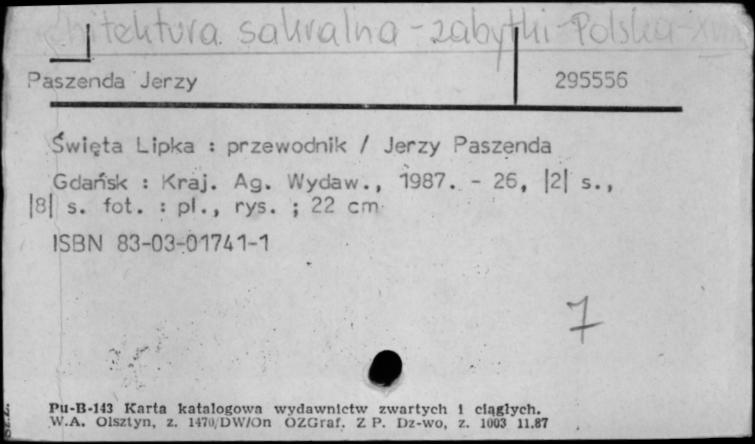 Architektura sakralna - zabytki - Polska -
Paszenda Jerzy 295556
Święta Lipka : przewodnik / Jerzy Paszenda
Gdańsk : Kraj. Ag. Wydaw., 1987. - 26, |2| s.,
|8| s. fot. : pl., rys. ; 22 cm
ISBN 83-03-01741-1
7
Pu-B-143 Karta katalogowa wydawnictw zwartych i ciągłych.
W.A. Olsztyn, z. 1470/DW/On OZGraf. Z P. Dz-wo, z. 1003 11.87